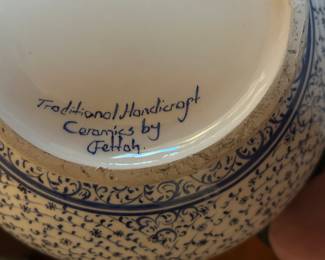 Traditional Handicraft
Ceramics by
Fettah.